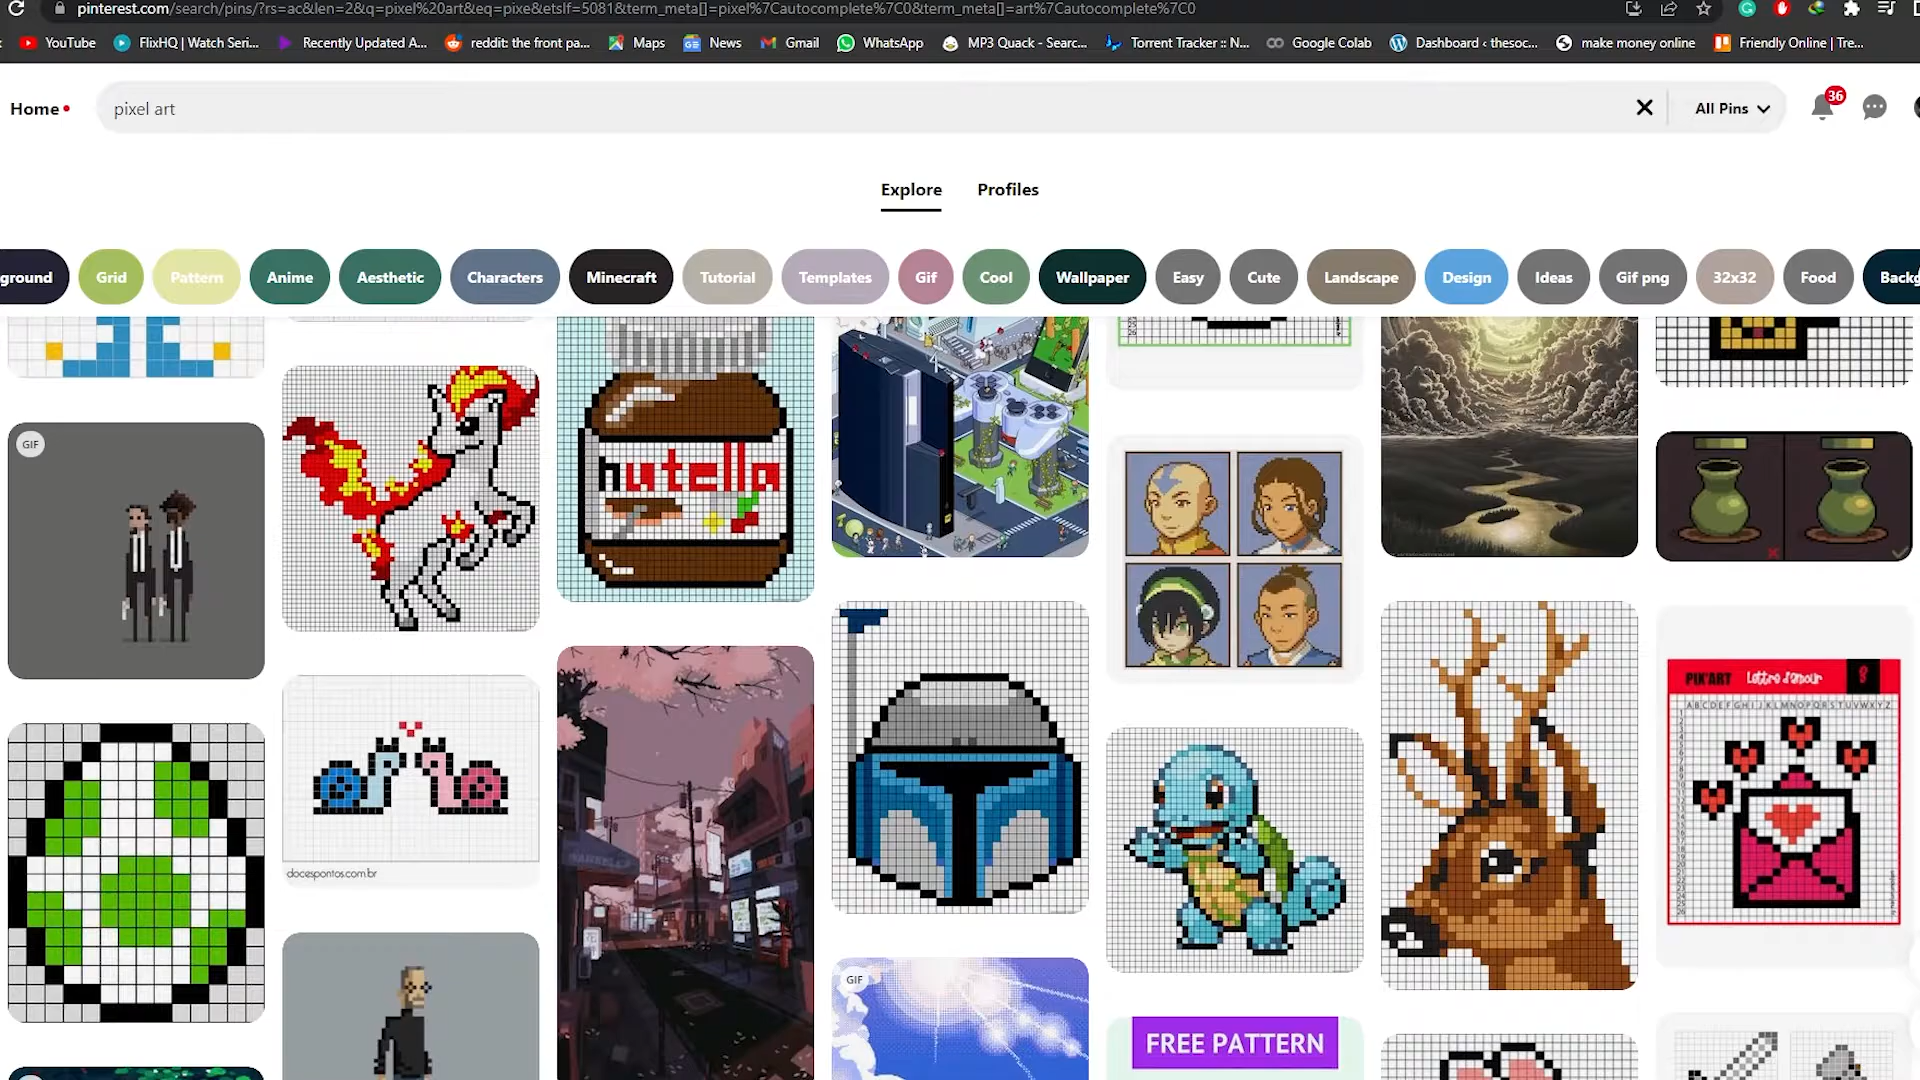 pinterest.com/search/pins/?rs=ac&len=2&q=pixel%20art&eq=pixe&etslf=5081&term_meta[]=pixel%7Cautocomplete%7C0&term_meta[]=art%7Cautocomplete%7C0
YouTube FlixHQ | Watch Seri... Recently Updated A... reddit: the front pa... Maps News Gmail WhatsApp MP3 Quack - Searc... Torrent Tracker :: N... Google Colab Dashboard ‹ thesoc... make money online Friendly Online | Tre...
Home pixel art All Pins 36
Explore Profiles
ground Grid Pattern Anime Aesthetic Characters Minecraft Tutorial Templates Gif Cool Wallpaper Easy Cute Landscape Design Ideas Gif png 32x32 Food Backg
GIF
nutella
PIX'ART Lettre d'amour
ABCDEFGHIJKLMNOPQRSTUVWXYZ
docespontos.com.br
GIF
FREE PATTERN